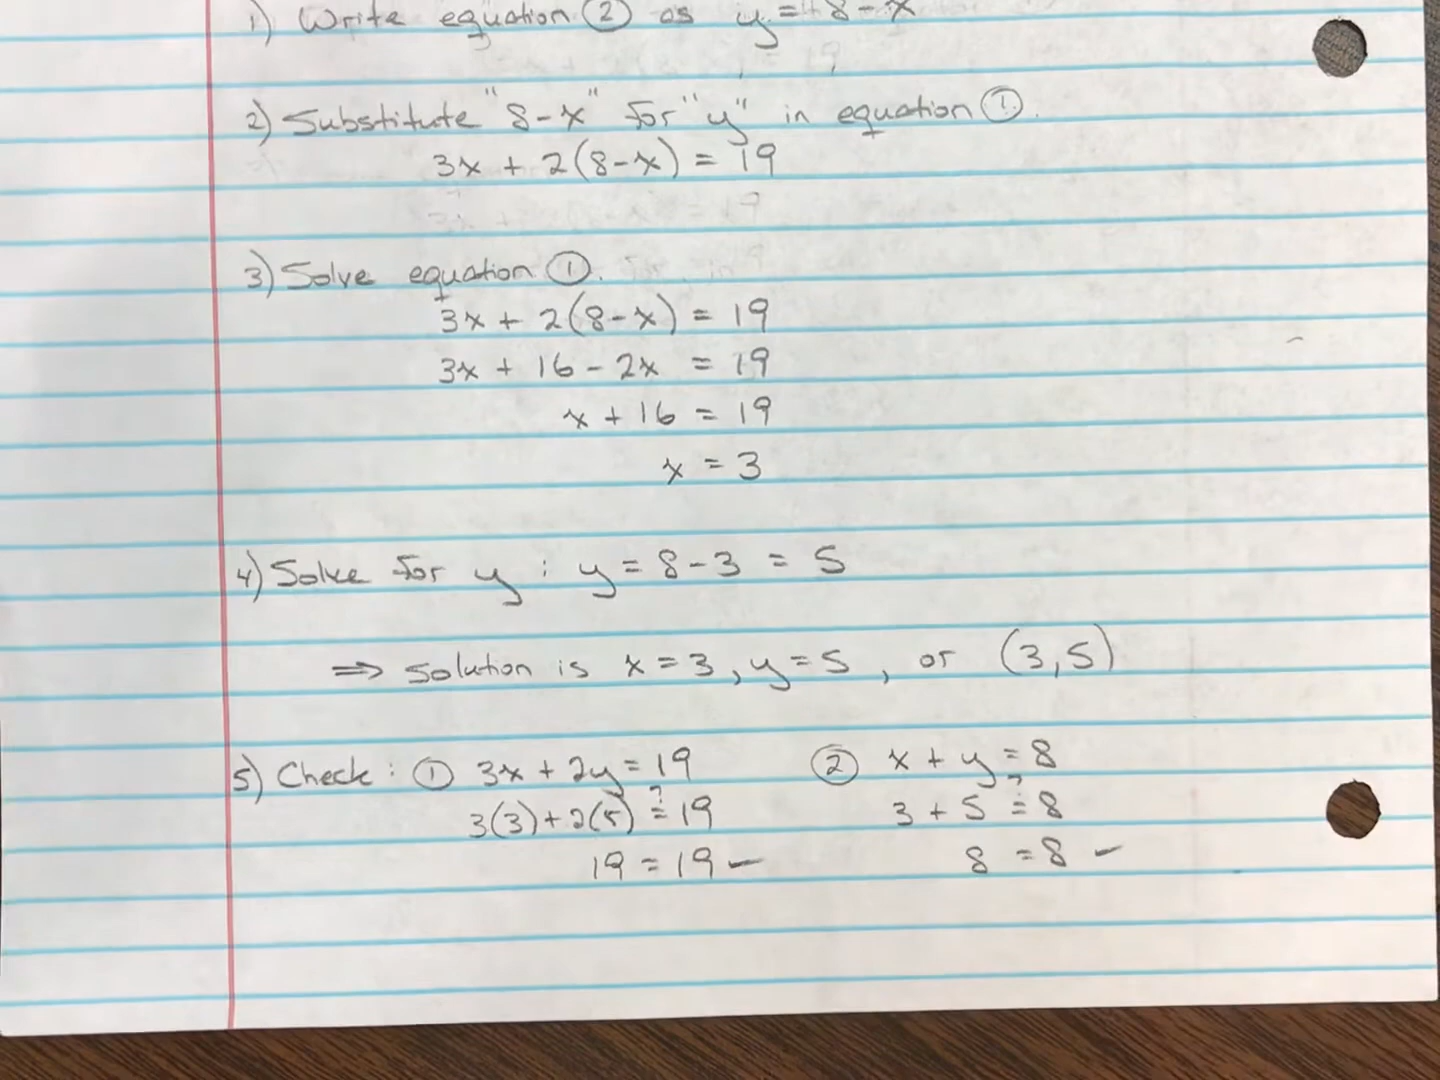 1) Write equation ② as y = 8 - x
2) Substitute "8-x" for "y" in equation ①.
3x + 2(8-x) = 19
3) Solve equation ①.
3x + 2(8-x) = 19
3x + 16 - 2x = 19
x + 16 = 19
x = 3
4) Solve for y : y = 8 - 3 = 5
⇒ solution is x = 3, y = 5, or (3,5)
5) Check : ① 3x + 2y = 19 ② x + y = 8
3(3) + 2(5) ≟ 19 3 + 5 ≟ 8
19 = 19 - 8 = 8 -